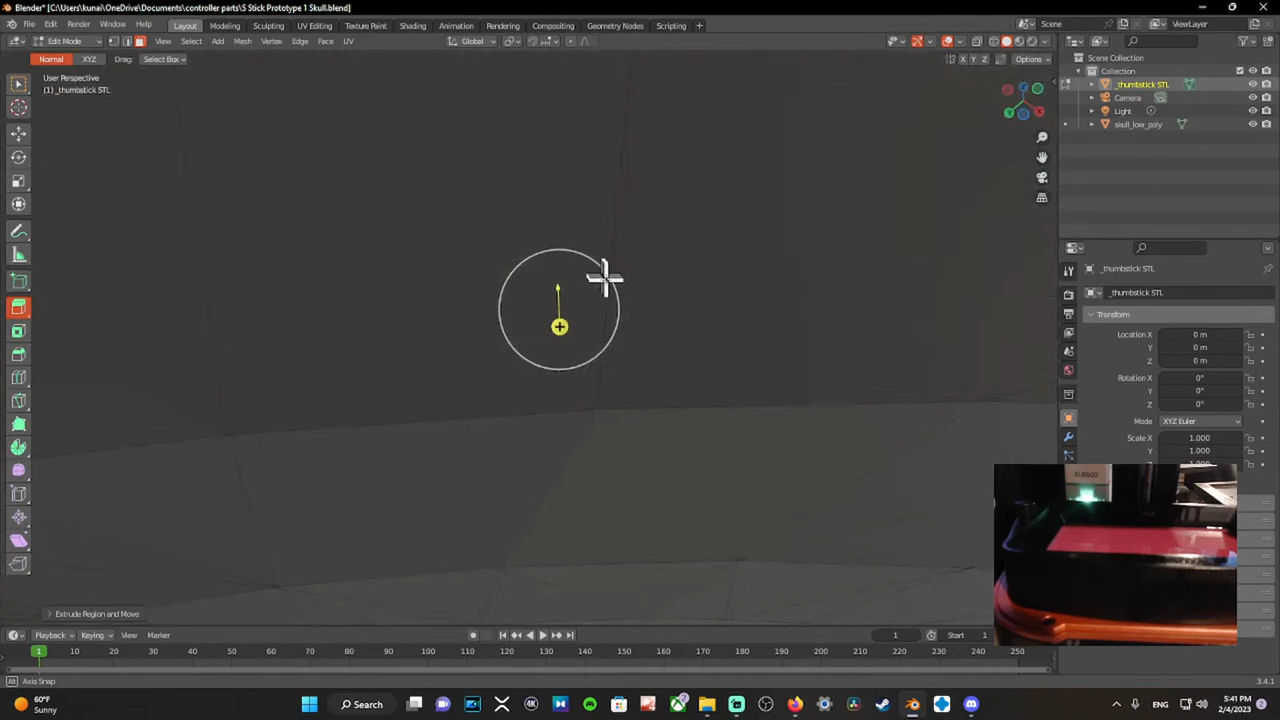 Blender* [C:\Users\kunai\OneDrive\Documents\controller parts\S Stick Prototype 1 Skull.blend]
File Edit Render Window Help Layout Modeling Sculpting UV Editing Texture Paint Shading Animation Rendering Compositing Geometry Nodes Scripting + Scene ViewLayer
Edit Mode View Select Add Mesh Vertex Edge Face UV Global
Normal XYZ Drag: Select Box X Y Z Options
User Perspective
(1) _thumbstick STL
Scene Collection
Collection
_thumbstick STL
Camera
Light
skull_low_poly
_thumbstick STL
_thumbstick STL
Transform
Location X 0 m
Y 0 m
Z 0 m
Rotation X 0°
Y 0°
Z 0°
Mode XYZ Euler
Scale X 1.000
Y 1.000
ELEGOO
Extrude Region and Move
Playback Keying View Marker 1 Start 1
1 10 20 30 40 50 60 70 80 90 100 110 120 130 140 150 160 170 180 190 200 210 220 230 240 250
Alt Axis Snap 3.4.1
60°F
Sunny
Search
ENG
5:41 PM
2/4/2023